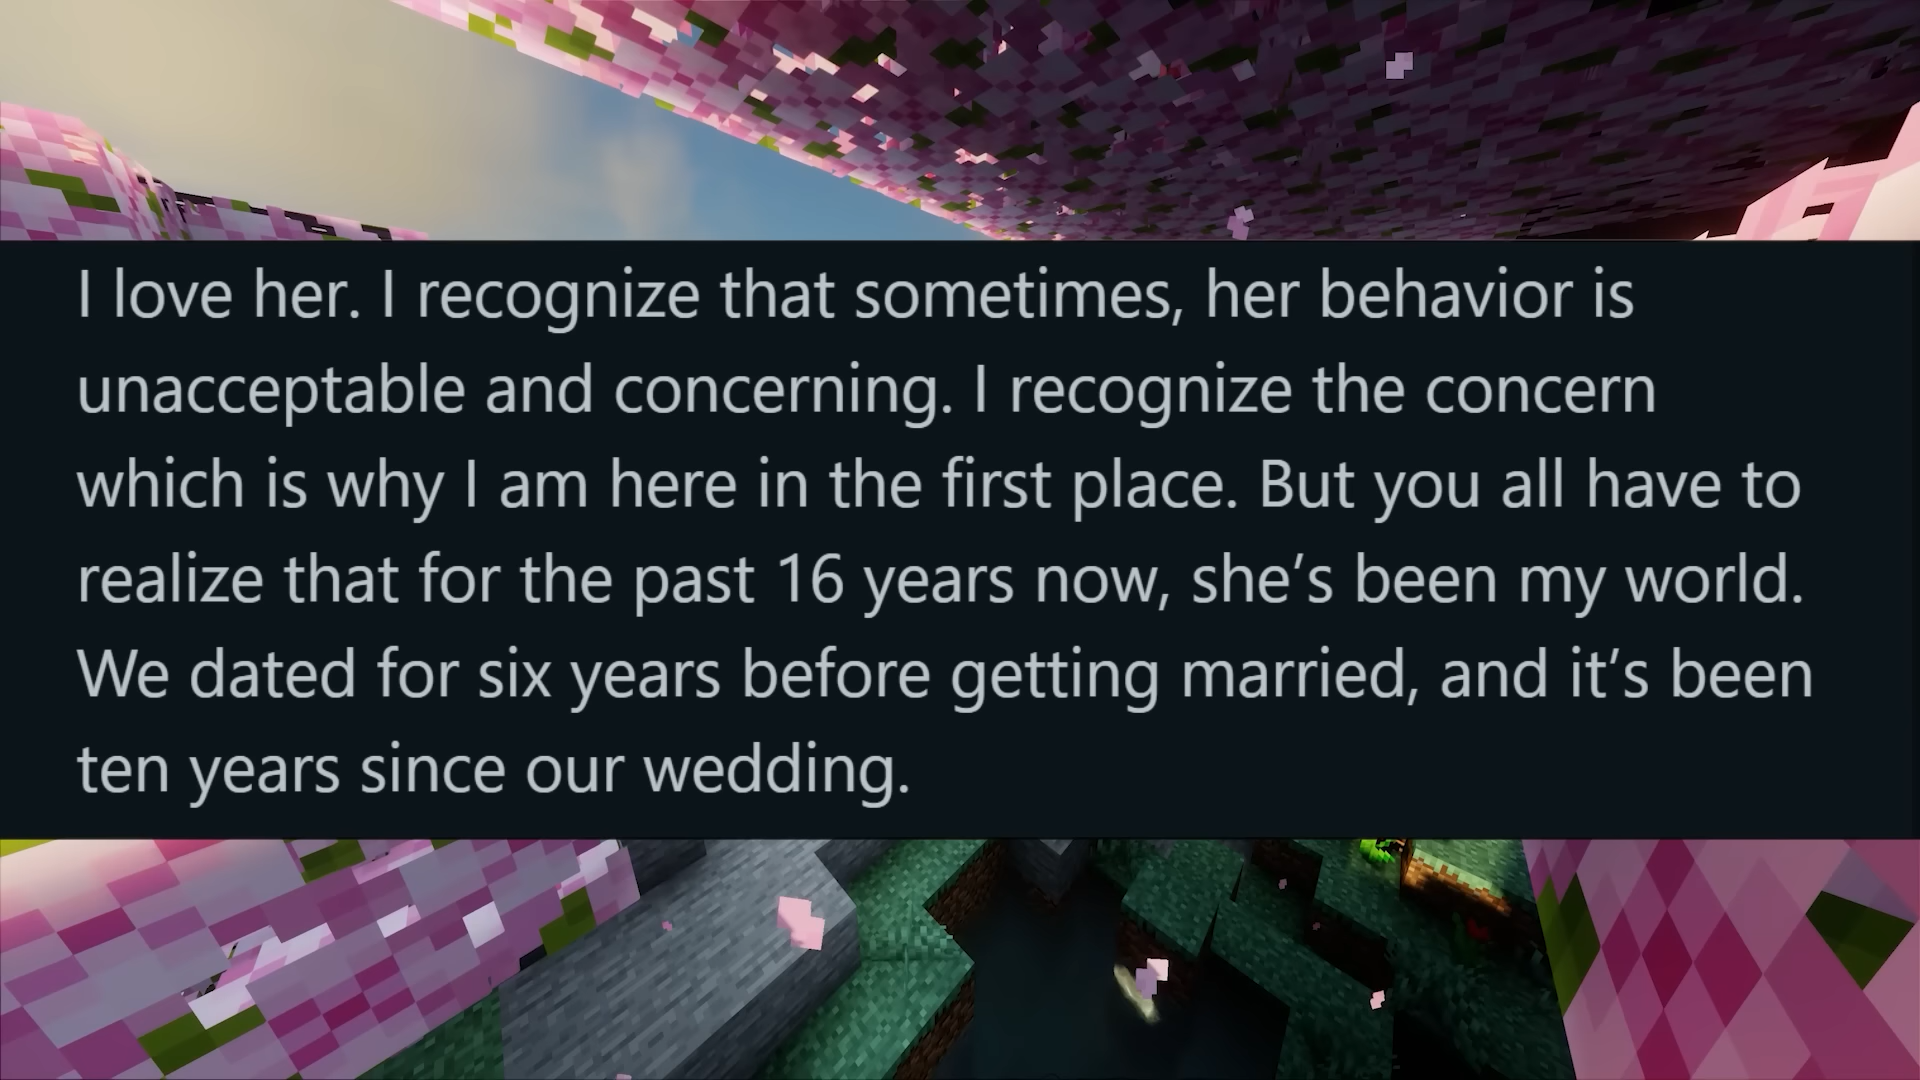 I love her. I recognize that sometimes, her behavior is
unacceptable and concerning. I recognize the concern
which is why I am here in the first place. But you all have to
realize that for the past 16 years now, she’s been my world.
We dated for six years before getting married, and it’s been
ten years since our wedding.